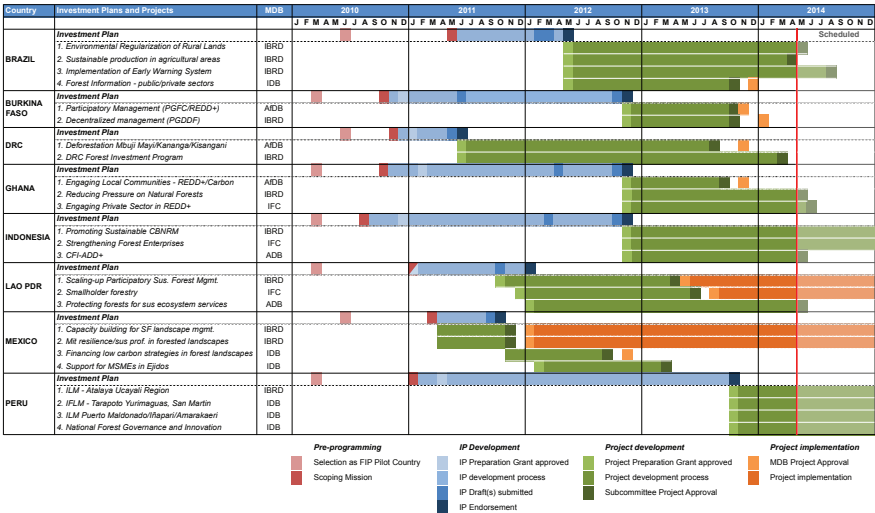 Country Investment Plans and Projects MDB 2010 2011 2012 2013 2014
J F M A M J J A S O N D J F M A M J J A S O N D J F M A M J J A S O N D J F M A M J J A S O N D J F M A M J J A S O N D
Investment Plan Scheduled
BRAZIL
1. Environmental Regularization of Rural Lands IBRD
2. Sustainable production in agricultural areas IBRD
3. Implementation of Early Warning System IBRD
4. Forest Information - public/private sectors IDB
BURKINA FASO
Investment Plan
1. Participatory Management (PGFC/REDD+) AfDB
2. Decentralized management (PGDDF) IBRD
DRC
Investment Plan
1. Deforestation Mbuji Mayi/Kananga/Kisangani AfDB
2. DRC Forest Investment Program IBRD
GHANA
Investment Plan
1. Engaging Local Communities - REDD+/Carbon AfDB
2. Reducing Pressure on Natural Forests IBRD
3. Engaging Private Sector in REDD+ IFC
INDONESIA
Investment Plan
1. Promoting Sustainable CBNRM IBRD
2. Strengthening Forest Enterprises IFC
3. CFI-ADD+ ADB
LAO PDR
Investment Plan
1. Scaling-up Participatory Sus. Forest Mgmt. IBRD
2. Smallholder forestry IFC
3. Protecting forests for sus ecosystem services ADB
MEXICO
Investment Plan
1. Capacity building for SF landscape mgmt. IBRD
2. Mit resilience/sus prof. in forested landscapes IBRD
3. Financing low carbon strategies in forest landscapes IDB
4. Support for MSMEs in Ejidos IDB
PERU
Investment Plan
1. ILM - Atalaya Ucayali Region IBRD
2. IFLM - Tarapoto Yurimaguas, San Martin IDB
3. ILM Puerto Maldonado/Iñapari/Amarakaeri IDB
4. National Forest Governance and Innovation IDB
Pre-programming IP Development Project development Project implementation
Selection as FIP Pilot Country IP Preparation Grant approved Project Preparation Grant approved MDB Project Approval
Scoping Mission IP development process Project development process Project implementation
IP Draft(s) submitted Subcommittee Project Approval
IP Endorsement